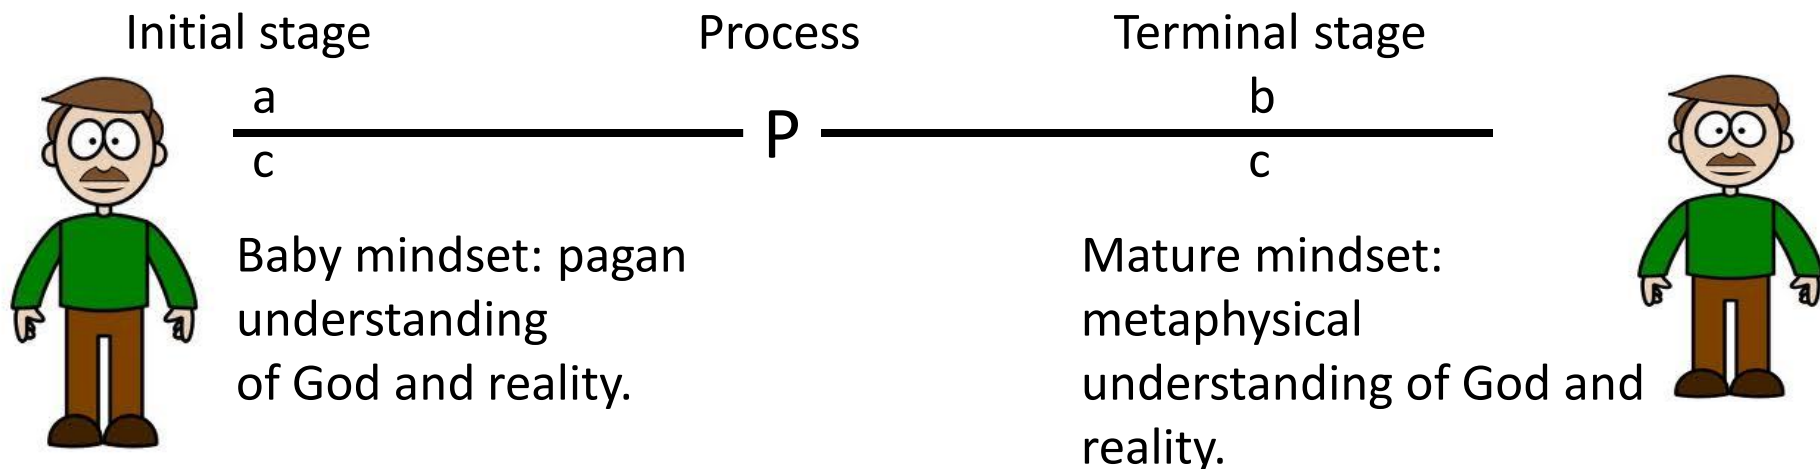 Initial stage Process Terminal stage
a b
P
c c
Baby mindset: pagan
understanding
of God and reality.
Mature mindset:
metaphysical
understanding of God and
reality.